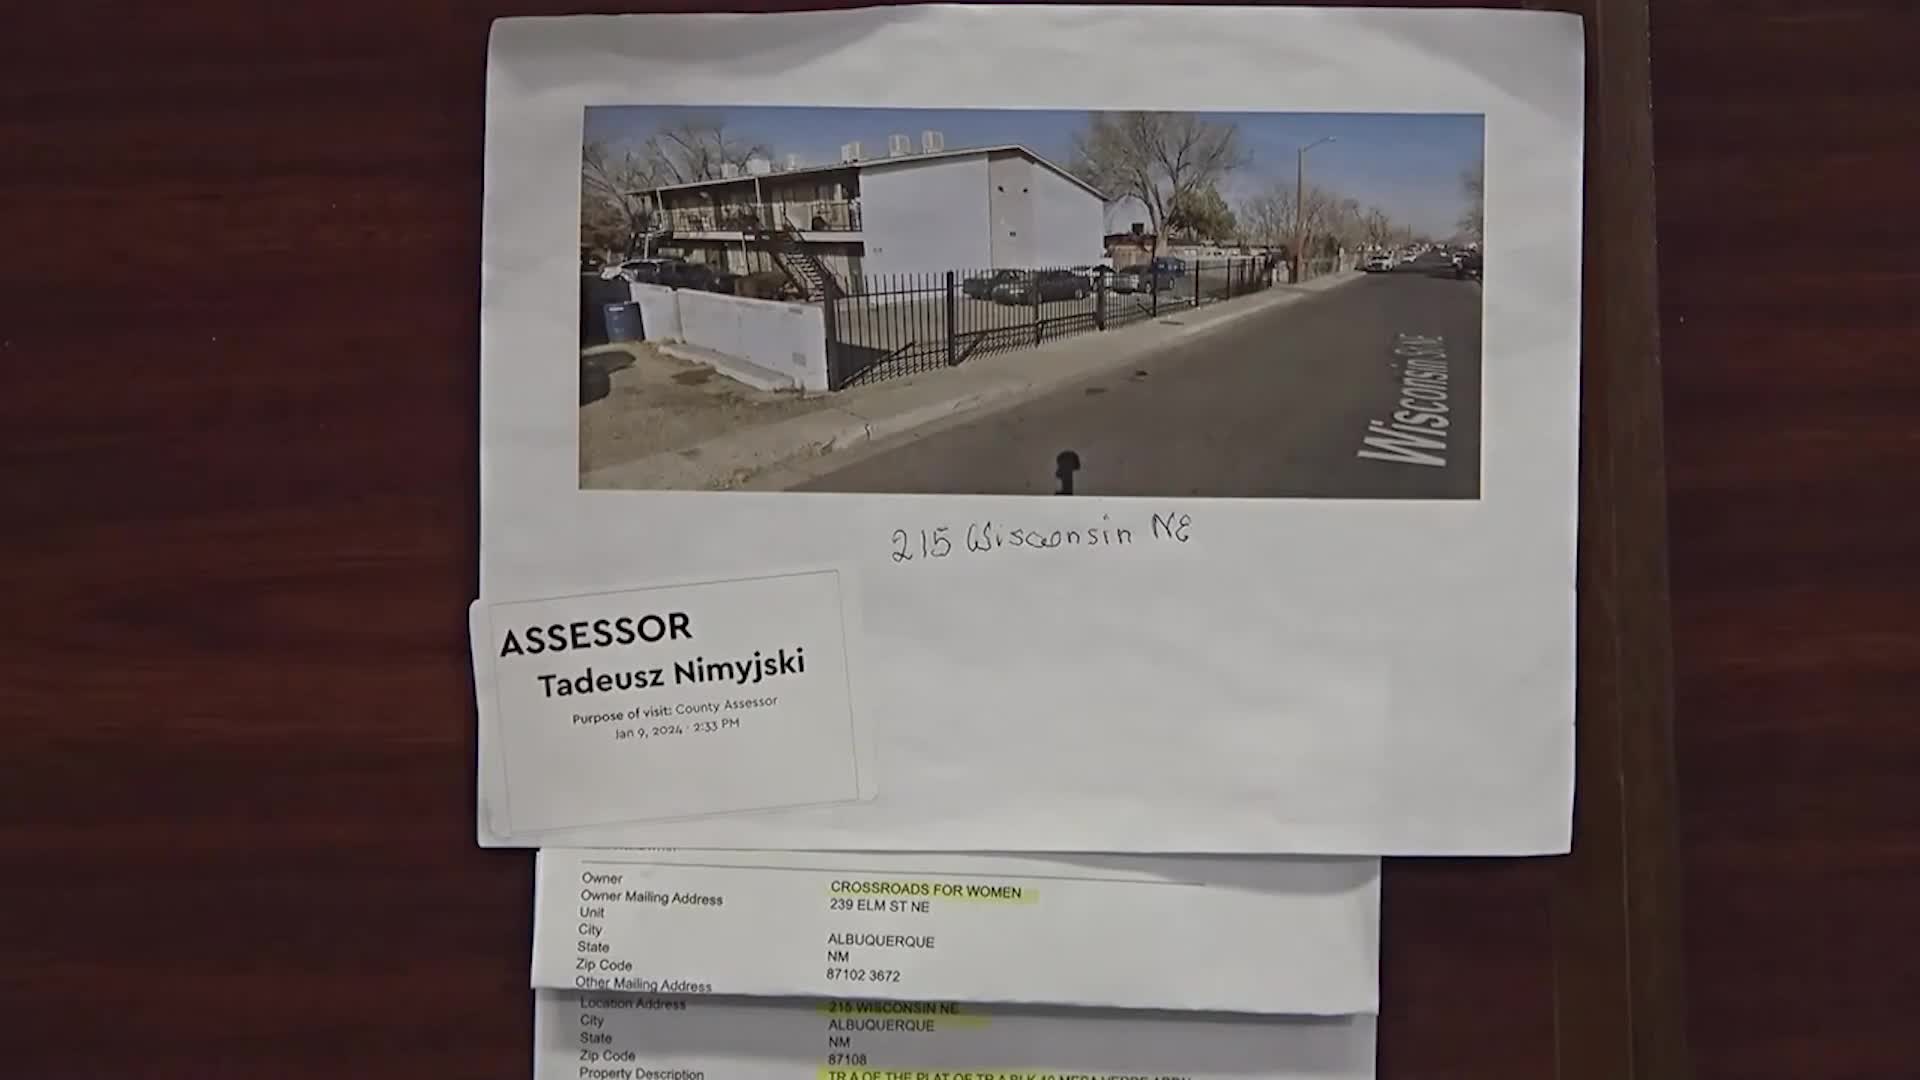 Wisconsin St NE
215 Wisconsin NE
ASSESSOR
Tadeusz Nimyjski
Purpose of visit: County Assessor
Jan 9, 2024 · 2:33 PM
Owner CROSSROADS FOR WOMEN
Owner Mailing Address 239 ELM ST NE
Unit
City ALBUQUERQUE
State NM
Zip Code 87102 3672
Other Mailing Address
Location Address 215 WISCONSIN NE
City ALBUQUERQUE
State NM
Zip Code 87108
Property Description TR A OF THE PLAT OF TR A BLK 10 MESA VERDE ADDN